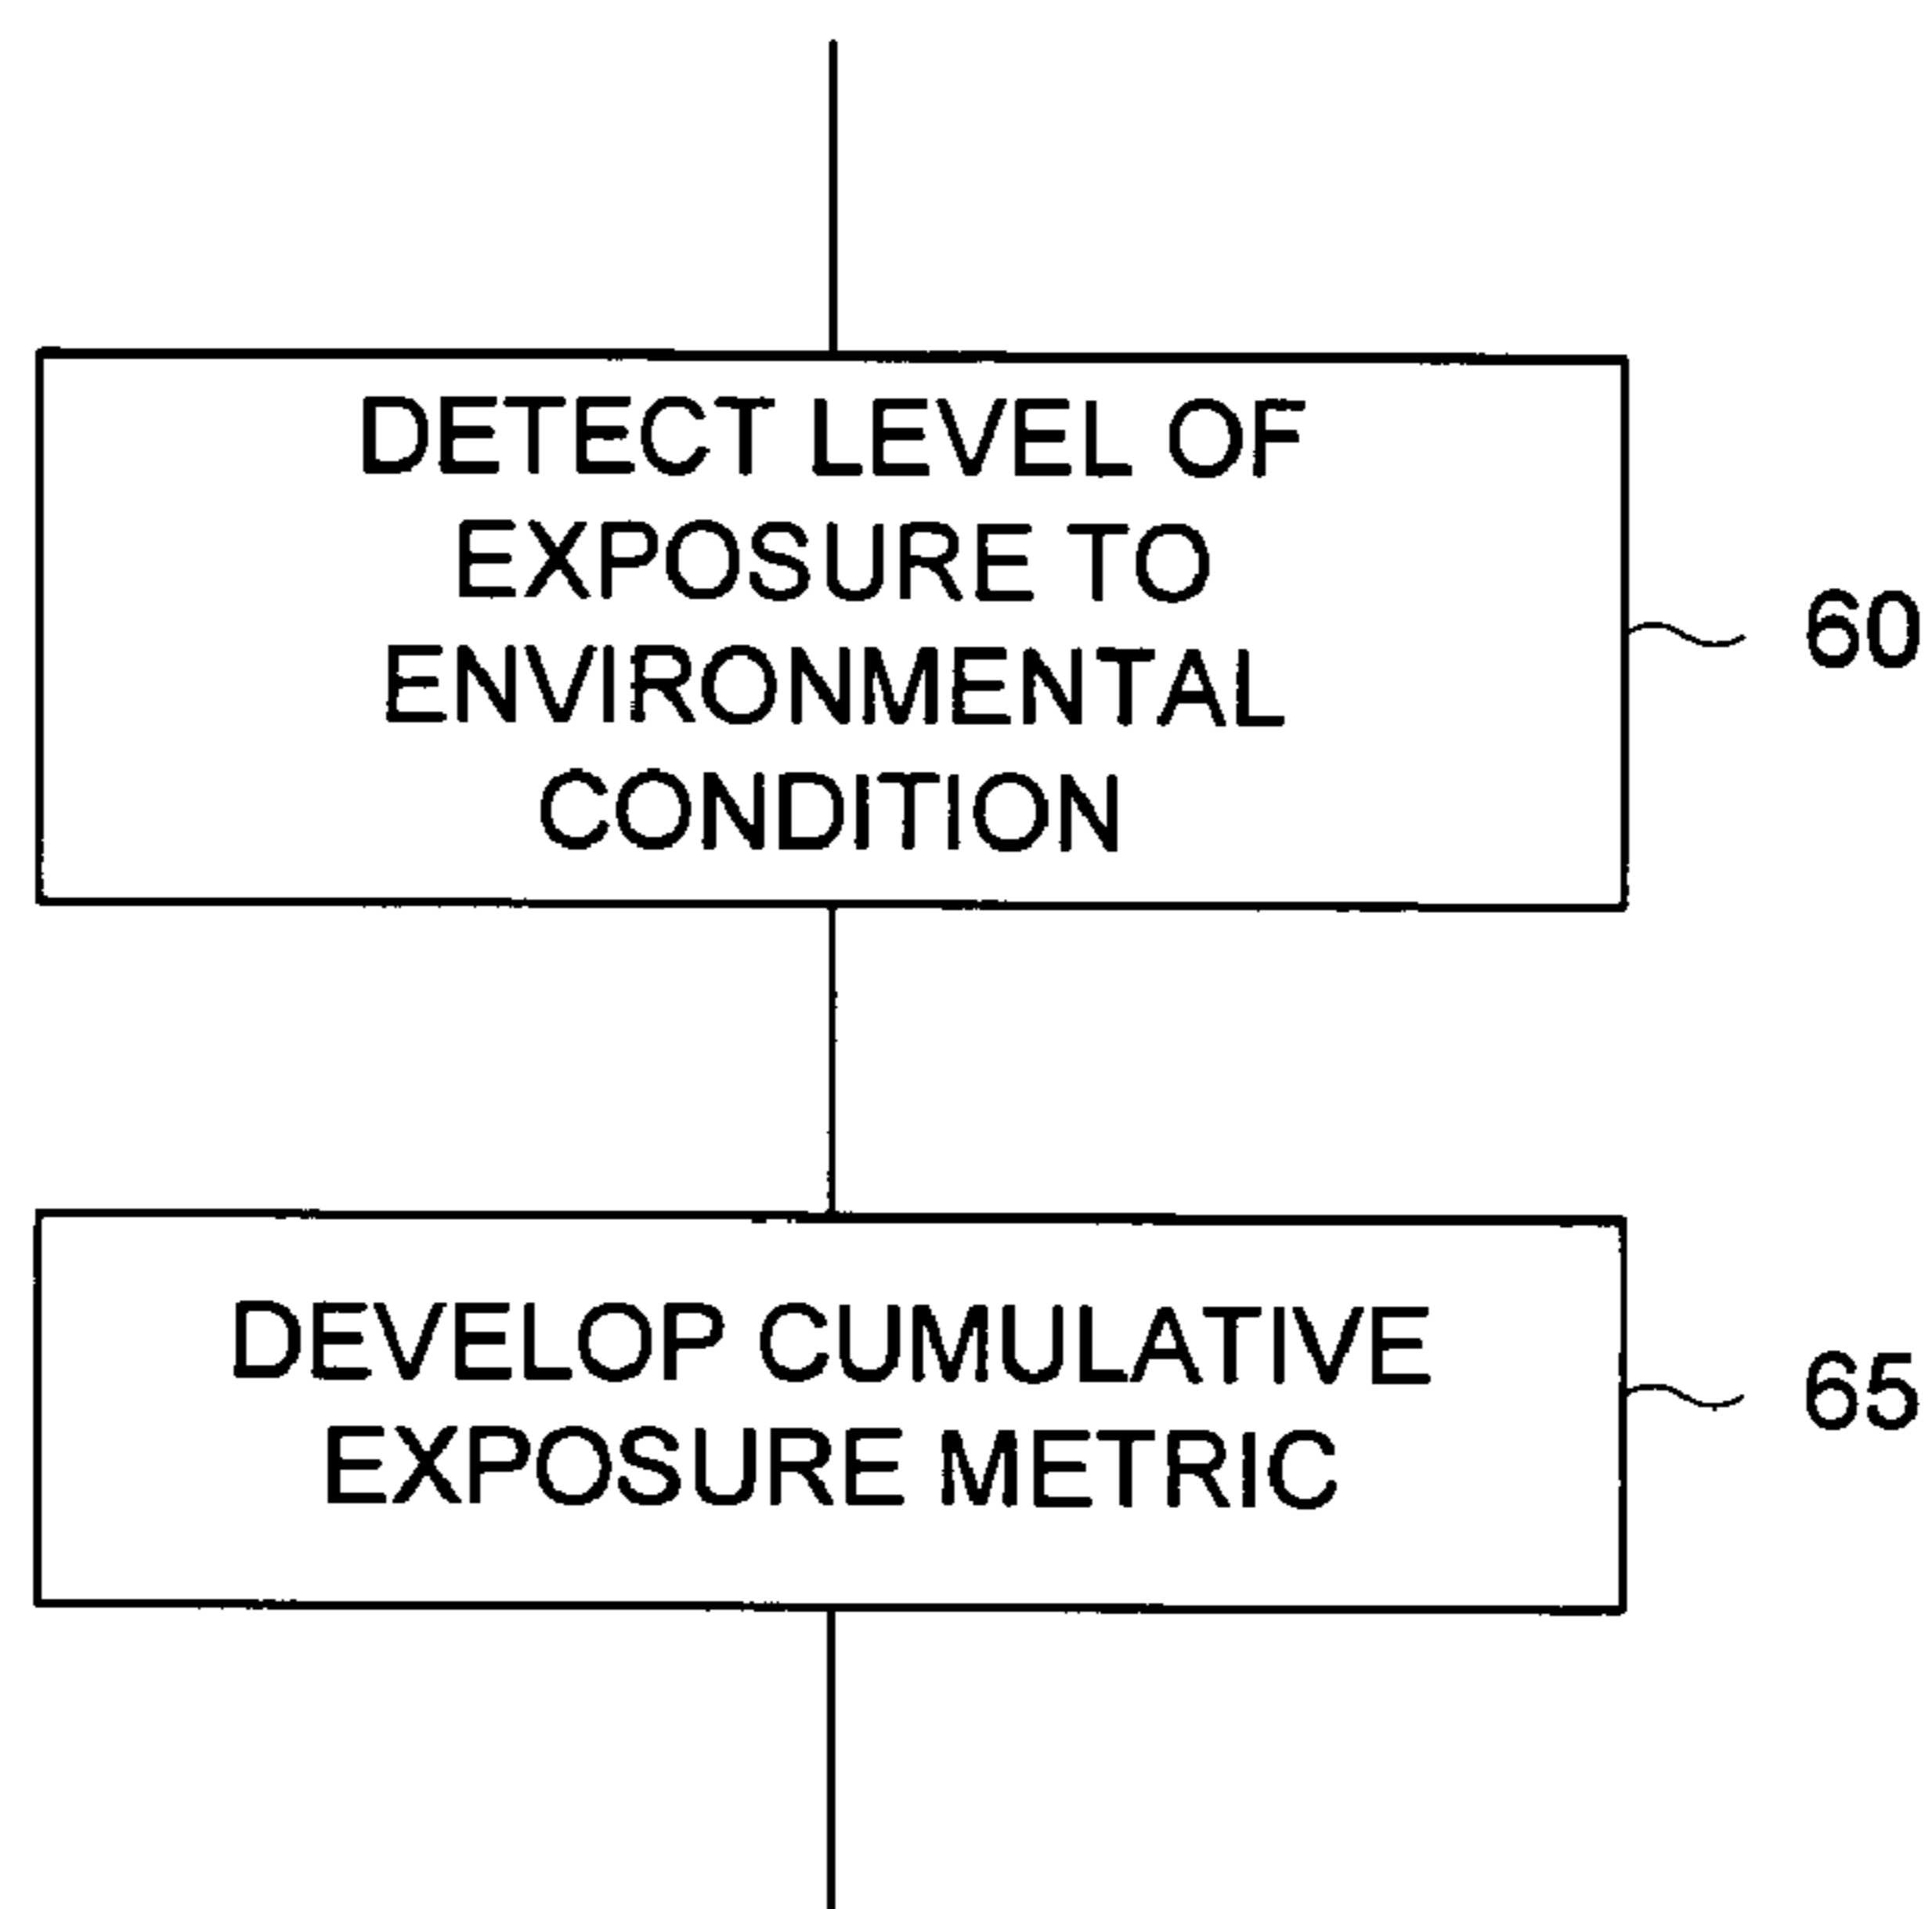 DETECT LEVEL OF
EXPOSURE TO
ENVIRONMENTAL
CONDITION
60
DEVELOP CUMULATIVE
EXPOSURE METRIC
65